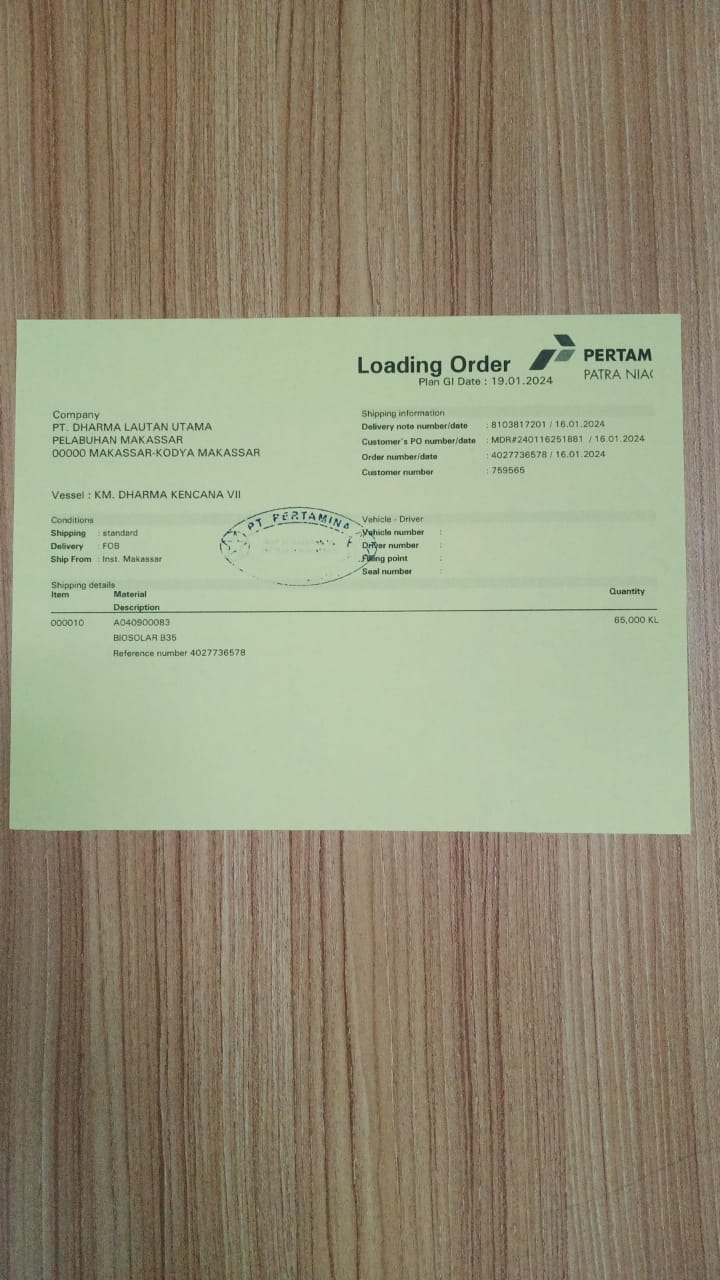 Loading Order
PERTAM
PATRA NIAG
Plan GI Date : 19.01.2024
Company
PT. DHARMA LAUTAN UTAMA
PELABUHAN MAKASSAR
00000 MAKASSAR-KODYA MAKASSAR
Shipping information
Delivery note number/date : 8103817201 / 16.01.2024
Customer's PO number/date : MDR#240116251881 / 16.01.2024
Order number/date : 4027736578 / 16.01.2024
Customer number : 759565
Vessel : KM. DHARMA KENCANA VII
Conditions
Shipping : standard
Delivery : FOB
Ship From : Inst. Makassar
PT. PERTAMINA
Vehicle - Driver
Vehicle number :
Driver number :
Filling point :
Seal number :
Shipping details
Item Material Quantity
Description
000010 A040900083 65,000 KL
BIOSOLAR B35
Reference number 4027736578